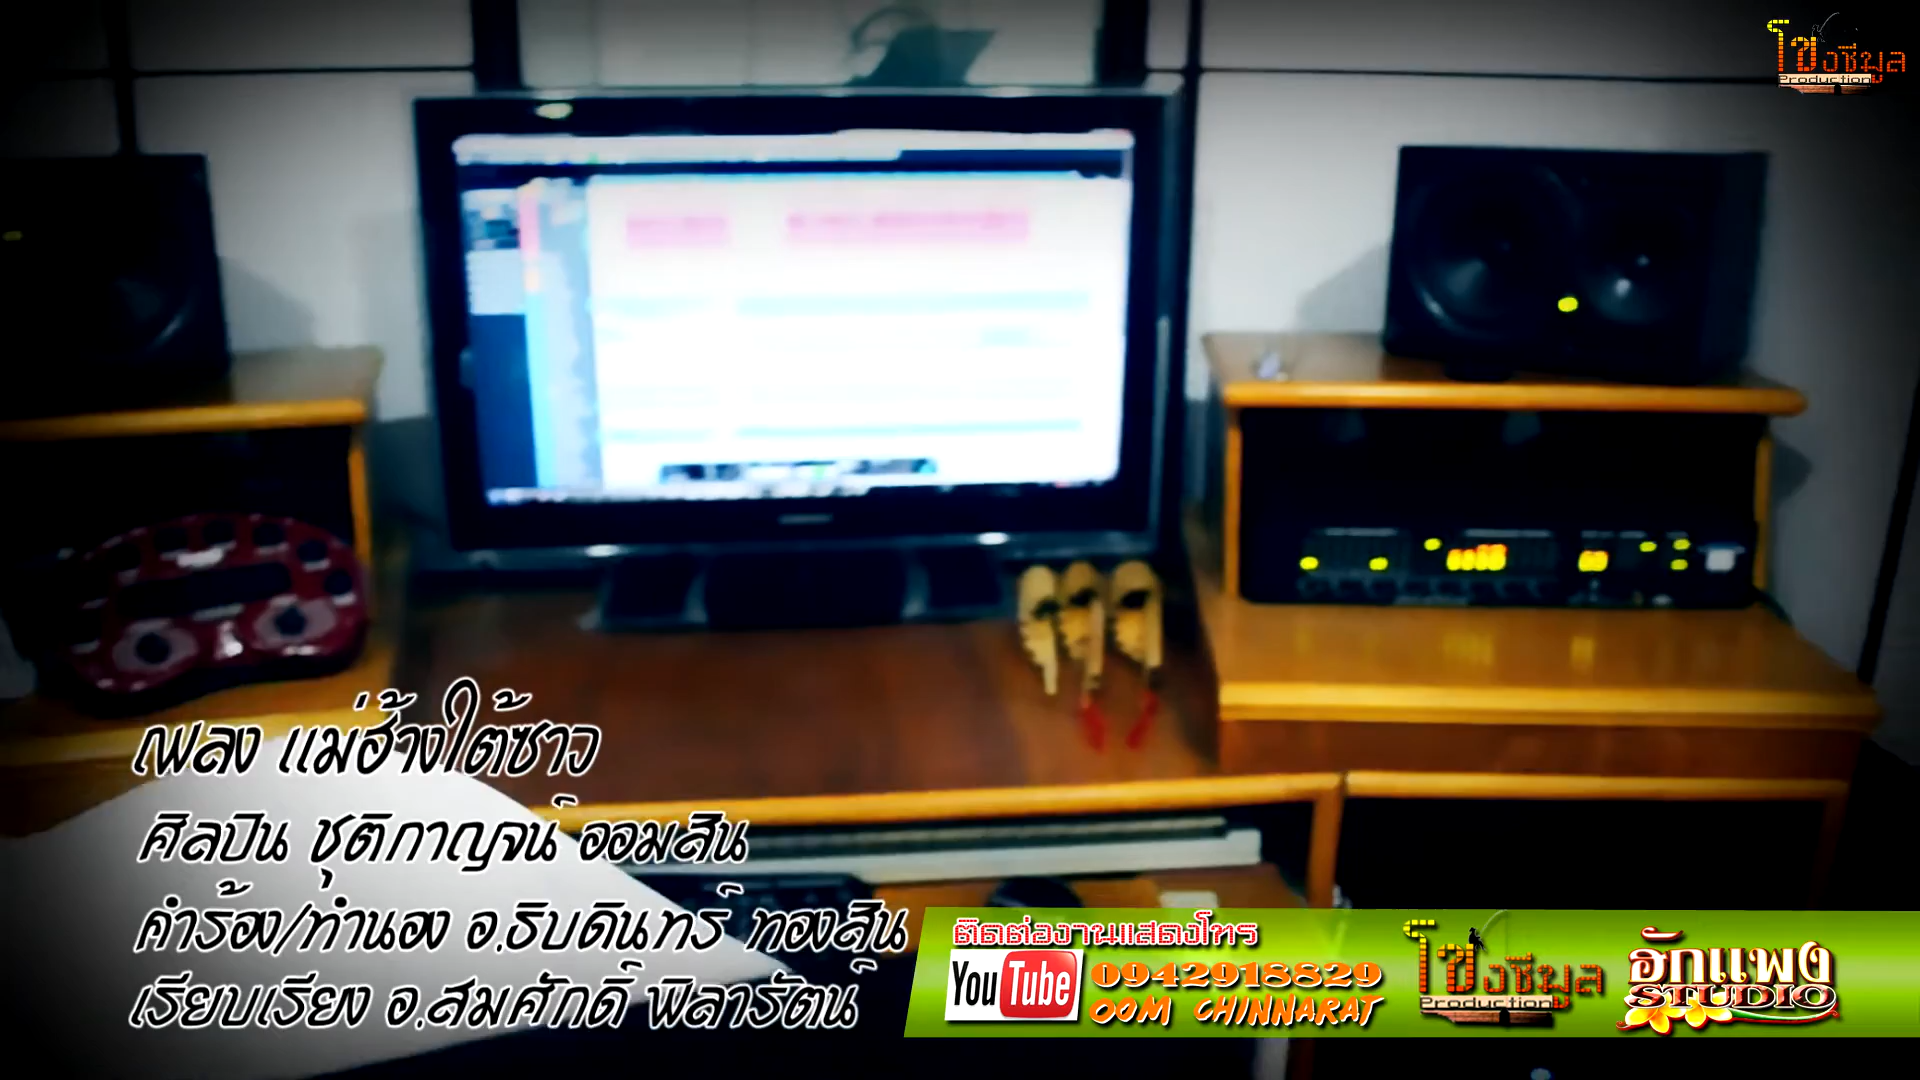 โขงชีมูล
Production
เพลง แม่ฮ้างใต้ซาว
ศิลปิน ชุติกาญจน์ ออมสิน
คำร้อง/ทำนอง อ.ธิบดินทร์ ทองสิน
เรียบเรียง อ.สมศักดิ์ พิลารัตน์
ติดต่องานแสดงโทร
YouTube 0942918829
OOM CHINNARAT
โขงชีมูล
Production
ฮักแพง
STUDIO